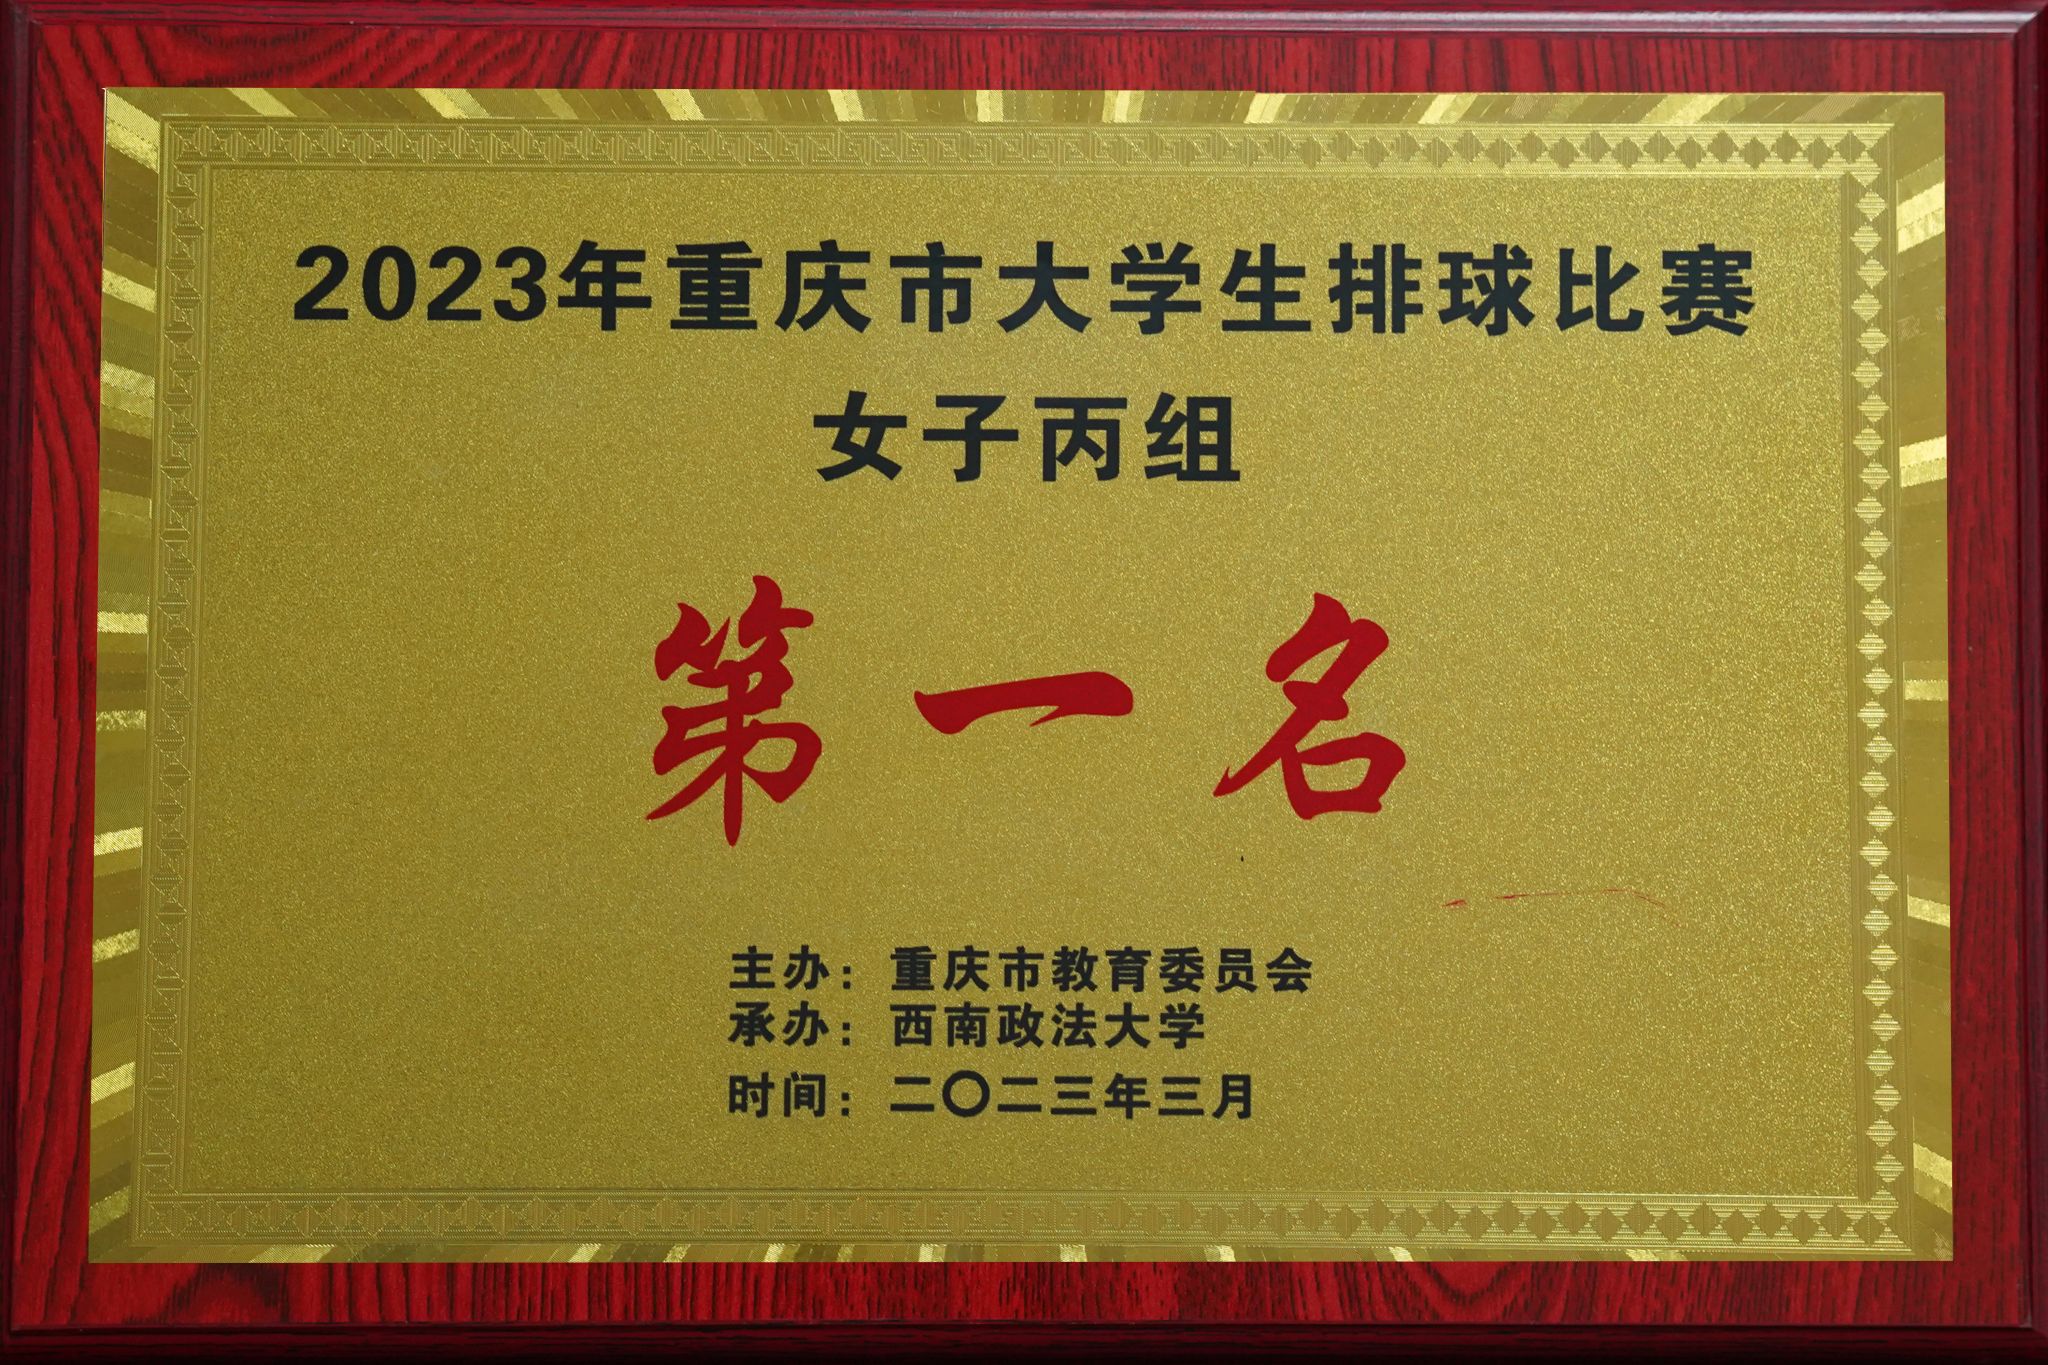 2023年重庆市大学生排球比赛
女子丙组
第一名
主办：重庆市教育委员会
承办：西南政法大学
时间：二〇二三年三月